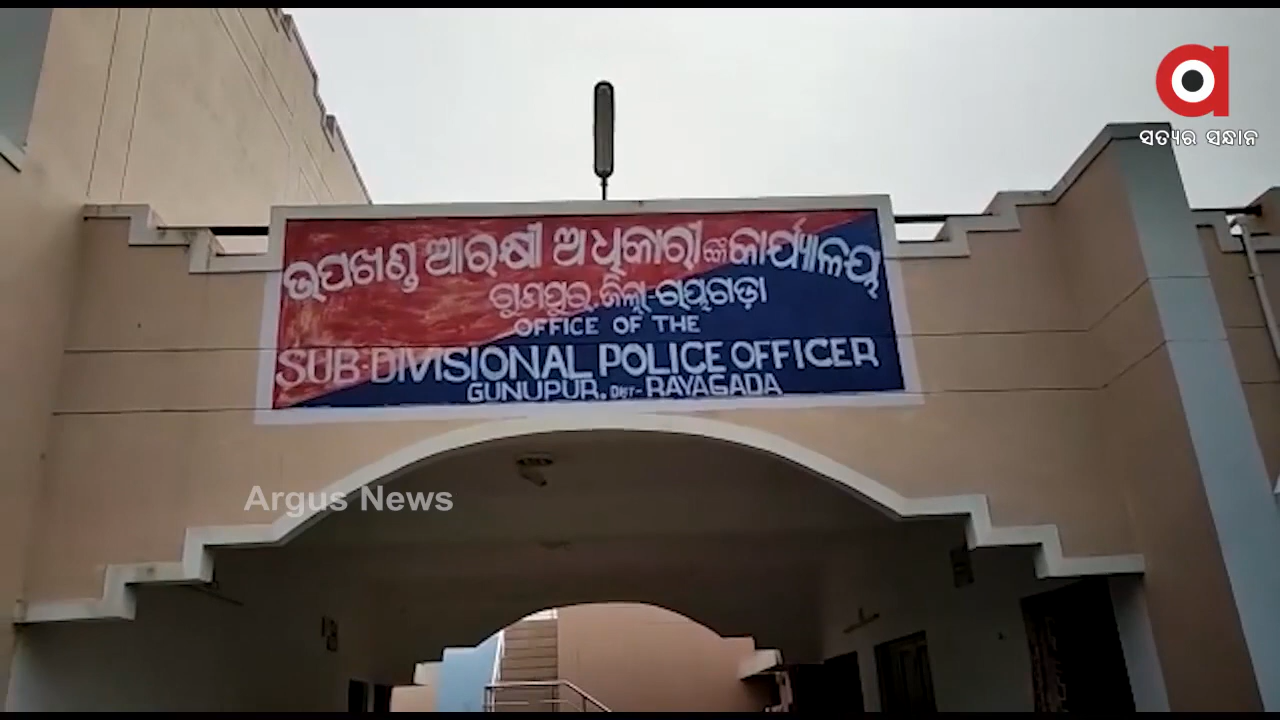 ସତ୍ୟର ସନ୍ଧାନ
ଉପଖଣ୍ଡ ଆରକ୍ଷୀ ଅଧିକାରୀଙ୍କ କାର୍ଯ୍ୟାଳୟ
ଗୁଣପୁର, ଜିଲ୍ଲା-ରାୟଗଡ଼ା
OFFICE OF THE
SUB-DIVISIONAL POLICE OFFICER
GUNUPUR, DIST-RAYAGADA
Argus News